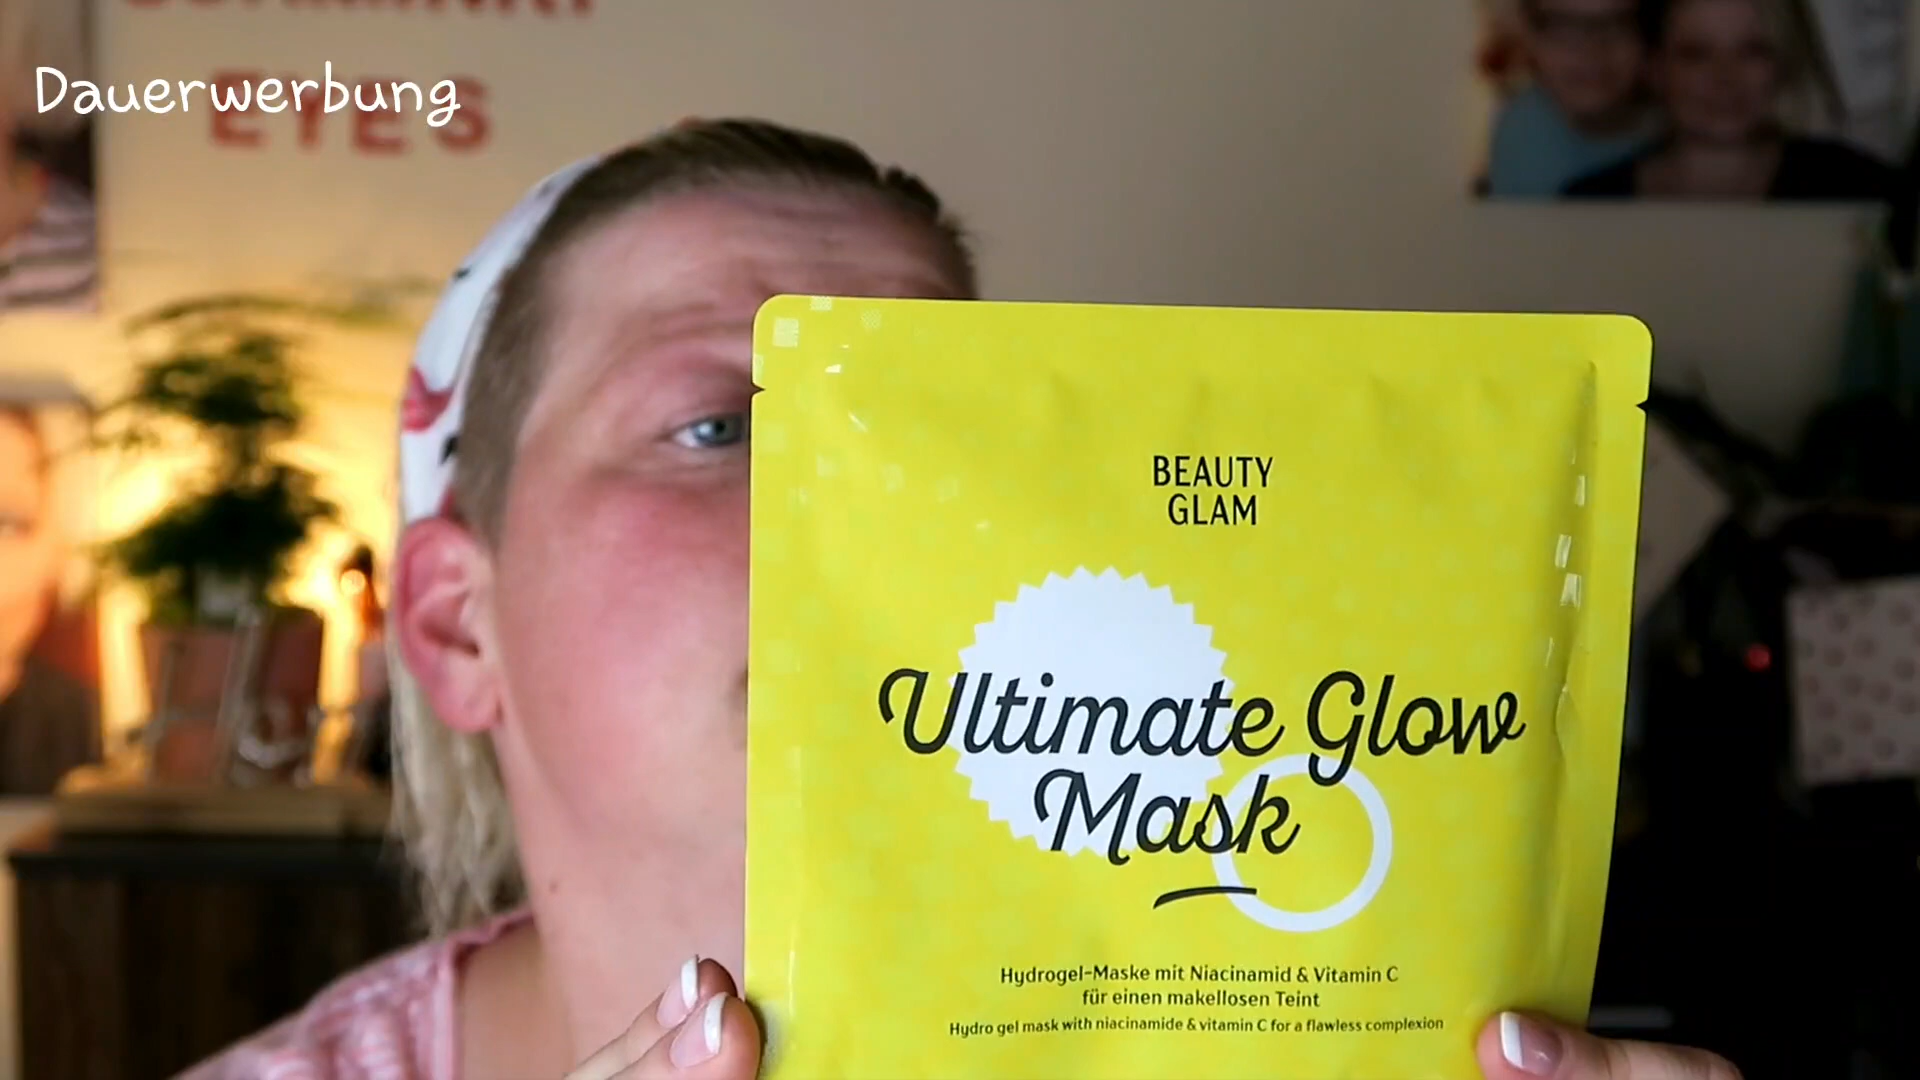 Dauerwerbung
EYES
BEAUTY
GLAM
Ultimate Glow
Mask
Hydrogel-Maske mit Niacinamid & Vitamin C
für einen makellosen Teint
Hydro gel mask with niacinamide & vitamin C for a flawless complexion